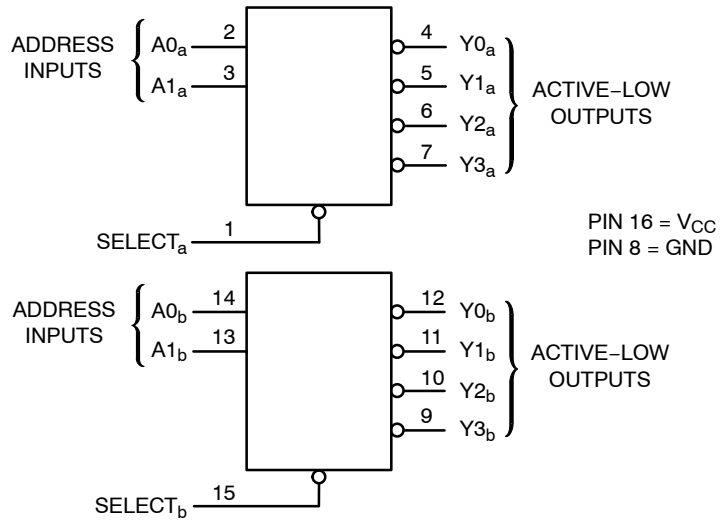 ADDRESS
INPUTS
A0a 2
A1a 3
4 Y0a
5 Y1a
6 Y2a
7 Y3a
ACTIVE–LOW
OUTPUTS
SELECTa 1
PIN 16 = VCC
PIN 8 = GND
ADDRESS
INPUTS
A0b 14
A1b 13
12 Y0b
11 Y1b
10 Y2b
9 Y3b
ACTIVE–LOW
OUTPUTS
SELECTb 15